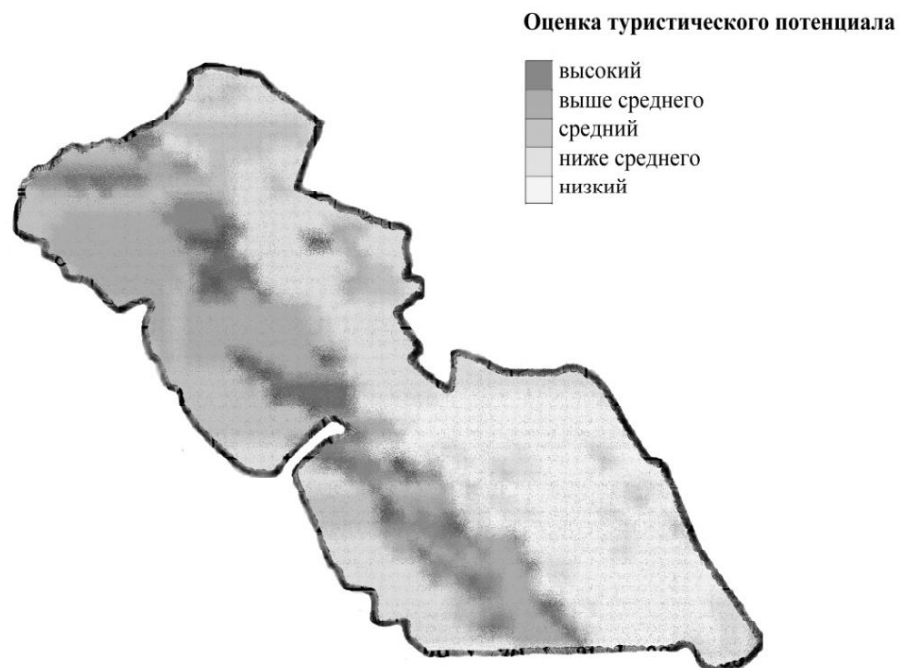 Оценка туристического потенциала
высокий
выше среднего
средний
ниже среднего
низкий